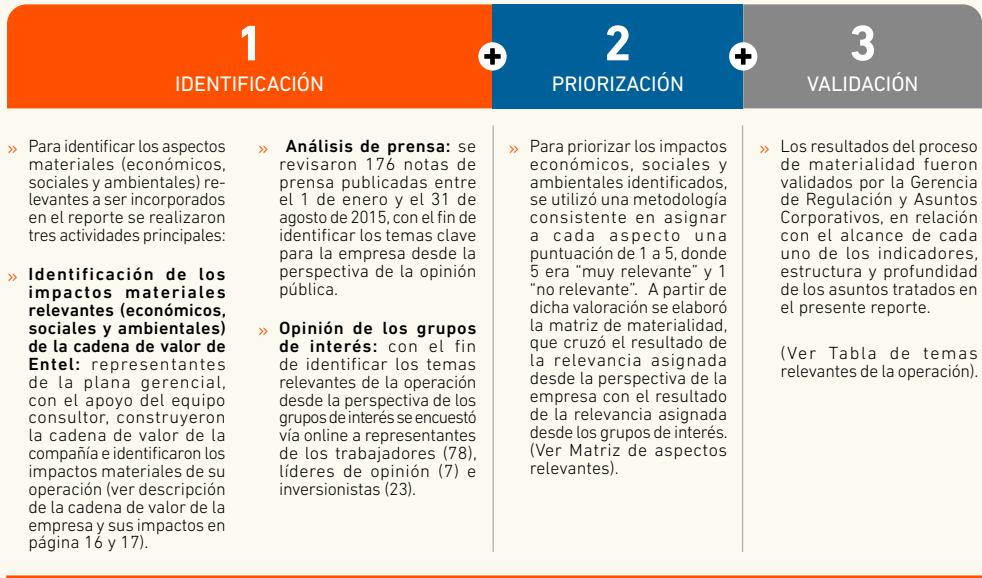 1
IDENTIFICACIÓN
2
PRIORIZACIÓN
3
VALIDACIÓN
» Para identificar los aspectos
materiales (económicos,
sociales y ambientales) re-
levantes a ser incorporados
en el reporte se realizaron
tres actividades principales:
» Identificación de los
impactos materiales
relevantes (económicos,
sociales y ambientales)
de la cadena de valor de
Entel: representantes
de la plana gerencial,
con el apoyo del equipo
consultor, construyeron
la cadena de valor de la
compañía e identificaron los
impactos materiales de su
operación (ver descripción
de la cadena de valor de la
empresa y sus impactos en
página 16 y 17).
» Análisis de prensa: se
revisaron 176 notas de
prensa publicadas entre
el 1 de enero y el 31 de
agosto de 2015, con el fin de
identificar los temas clave
para la empresa desde la
perspectiva de la opinión
pública.
» Opinión de los grupos
de interés: con el fin
de identificar los temas
relevantes de la operación
desde la perspectiva de los
grupos de interés se encuestó
vía online a representantes
de los trabajadores (78),
líderes de opinión (7) e
inversionistas (23).
» Para priorizar los impactos
económicos, sociales y
ambientales identificados,
se utilizó una metodología
consistente en asignar
a cada aspecto una
puntuación de 1 a 5, donde
5 era “muy relevante” y 1
“no relevante”. A partir de
dicha valoración se elaboró
la matriz de materialidad,
que cruzó el resultado de
la relevancia asignada
desde la perspectiva de la
empresa con el resultado
de la relevancia asignada
desde los grupos de interés.
(Ver Matriz de aspectos
relevantes).
» Los resultados del proceso
de materialidad fueron
validados por la Gerencia
de Regulación y Asuntos
Corporativos, en relación
con el alcance de cada
uno de los indicadores,
estructura y profundidad
de los asuntos tratados en
el presente reporte.
(Ver Tabla de temas
relevantes de la operación).